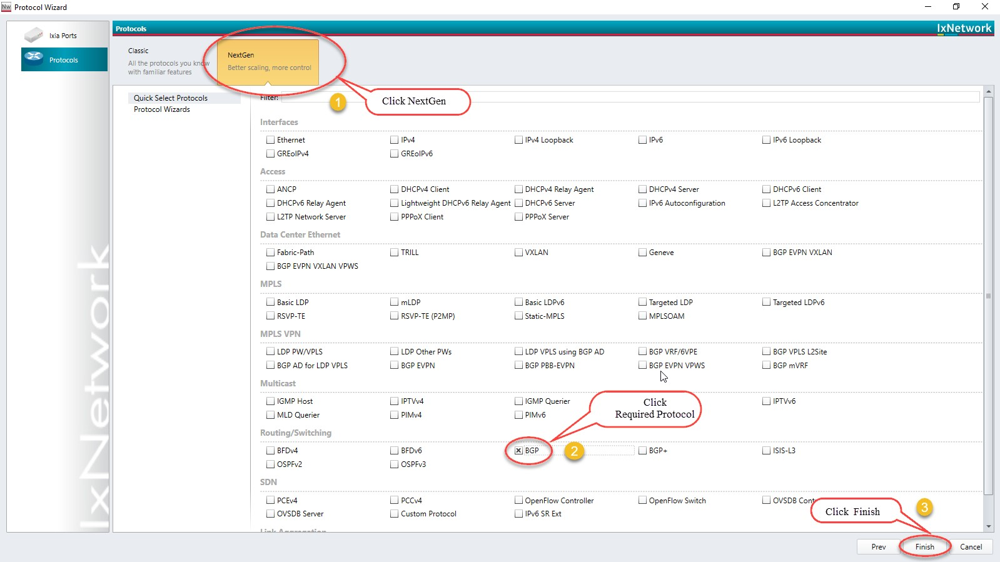 Nw Protocol Wizard
Ixia Ports
Protocols
IxNetwork
Protocols
IxNetwork
Classic
All the protocols you know
with familiar features
NextGen
Better scaling, more control
1
Click NextGen
Quick Select Protocols
Protocol Wizards
Filter:
Interfaces
Ethernet IPv4 IPv4 Loopback IPv6 IPv6 Loopback
GREoIPv4 GREoIPv6
Access
ANCP DHCPv4 Client DHCPv4 Relay Agent DHCPv4 Server DHCPv6 Client
DHCPv6 Relay Agent Lightweight DHCPv6 Relay Agent DHCPv6 Server IPv6 Autoconfiguration L2TP Access Concentrator
L2TP Network Server PPPoX Client PPPoX Server
Data Center Ethernet
Fabric-Path TRILL VXLAN Geneve BGP EVPN VXLAN
BGP EVPN VXLAN VPWS
MPLS
Basic LDP mLDP Basic LDPv6 Targeted LDP Targeted LDPv6
RSVP-TE RSVP-TE (P2MP) Static-MPLS MPLSOAM
MPLS VPN
LDP PW/VPLS LDP Other PWs LDP VPLS using BGP AD BGP VRF/6VPE BGP VPLS L2Site
BGP AD for LDP VPLS BGP EVPN BGP PBB-EVPN BGP EVPN VPWS BGP mVRF
Multicast
IGMP Host IPTVv4 IGMP Querier IPTVv6
MLD Querier PIMv4 PIMv6
Click
Required Protocol
Routing/Switching
BFDv4 BFDv6 BGP 2 BGP+ ISIS-L3
OSPFv2 OSPFv3
SDN
PCEv4 PCCv4 OpenFlow Controller OpenFlow Switch OVSDB
OVSDB Server Custom Protocol IPv6 SR Ext
Click Finish
3
Link Aggregation
Prev Finish Cancel